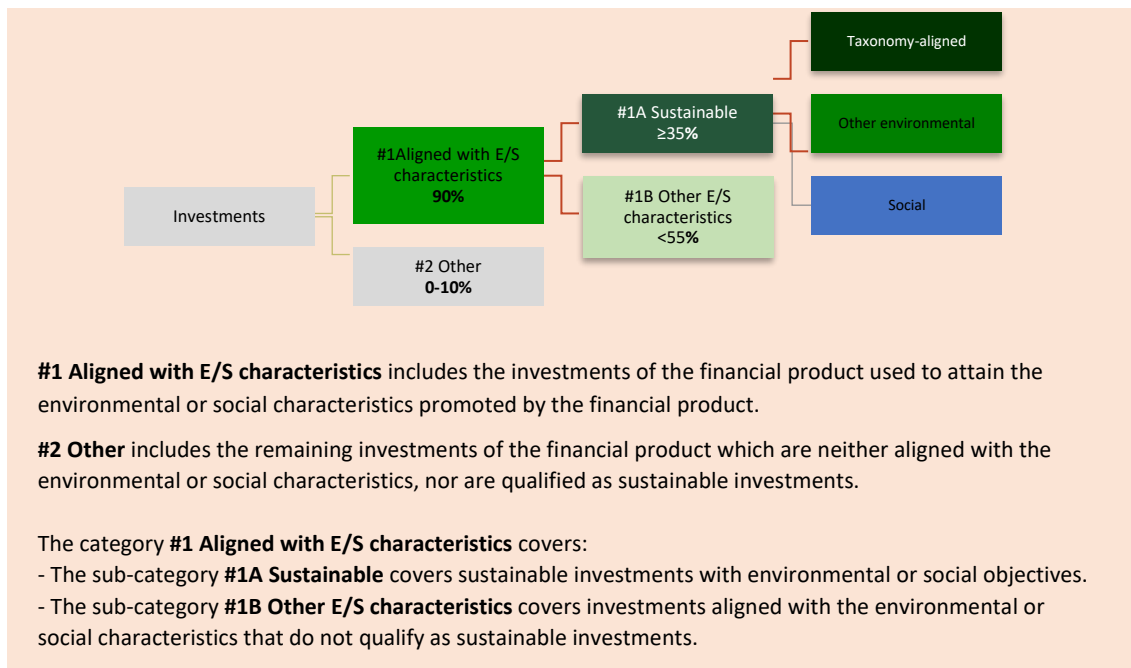 Taxonomy-aligned
#1A Sustainable
≥35%
Other environmental
#1Aligned with E/S
characteristics
90%
#1B Other E/S
characteristics
<55%
Social
Investments
#2 Other
0-10%
#1 Aligned with E/S characteristics includes the investments of the financial product used to attain the
environmental or social characteristics promoted by the financial product.
#2 Other includes the remaining investments of the financial product which are neither aligned with the
environmental or social characteristics, nor are qualified as sustainable investments.
The category #1 Aligned with E/S characteristics covers:
- The sub-category #1A Sustainable covers sustainable investments with environmental or social objectives.
- The sub-category #1B Other E/S characteristics covers investments aligned with the environmental or
social characteristics that do not qualify as sustainable investments.